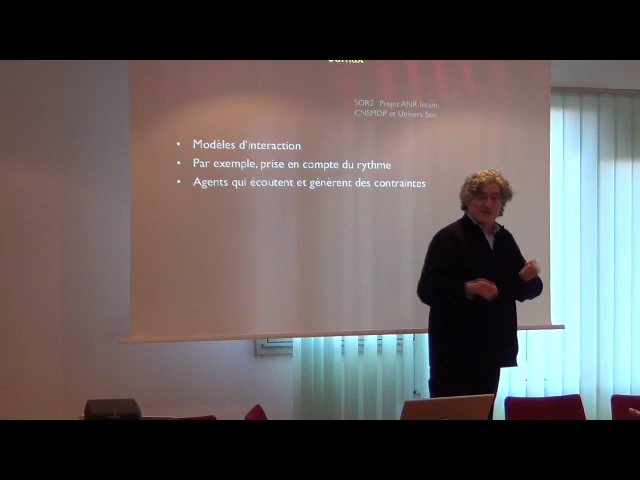 SOR2 Projet ANR Ircam,
CNSMDP et Univers Son
• Modèles d'interaction
• Par exemple, prise en compte du rythme
• Agents qui écoutent et génèrent des contraintes